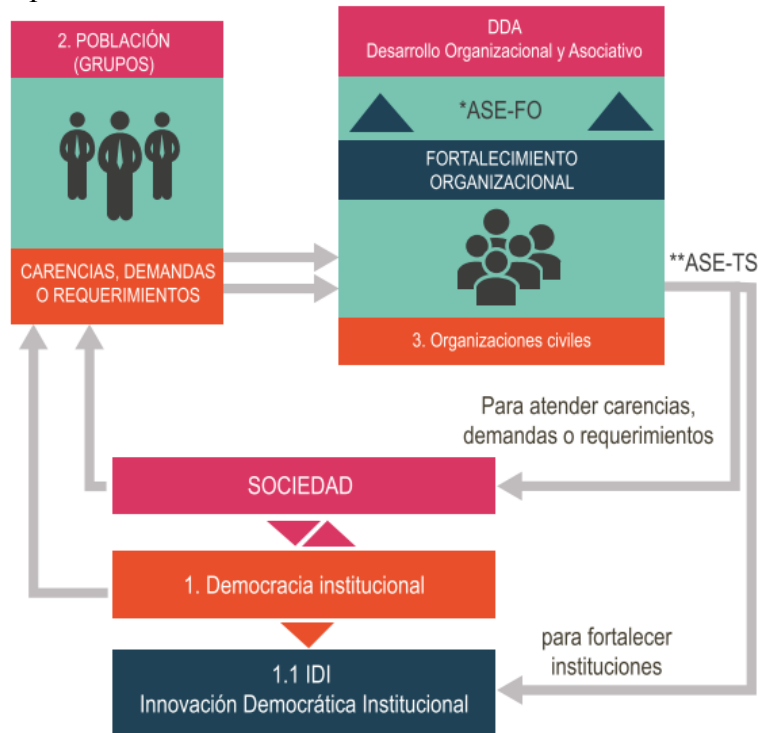 2. POBLACIÓN
(GRUPOS)
CARENCIAS, DEMANDAS
O REQUERIMIENTOS
DDA
Desarrollo Organizacional y Asociativo
*ASE-FO
FORTALECIMIENTO
ORGANIZACIONAL
3. Organizaciones civiles
**ASE-TS
Para atender carencias,
demandas o requerimientos
SOCIEDAD
1. Democracia institucional
para fortalecer
instituciones
1.1 IDI
Innovación Democrática Institucional